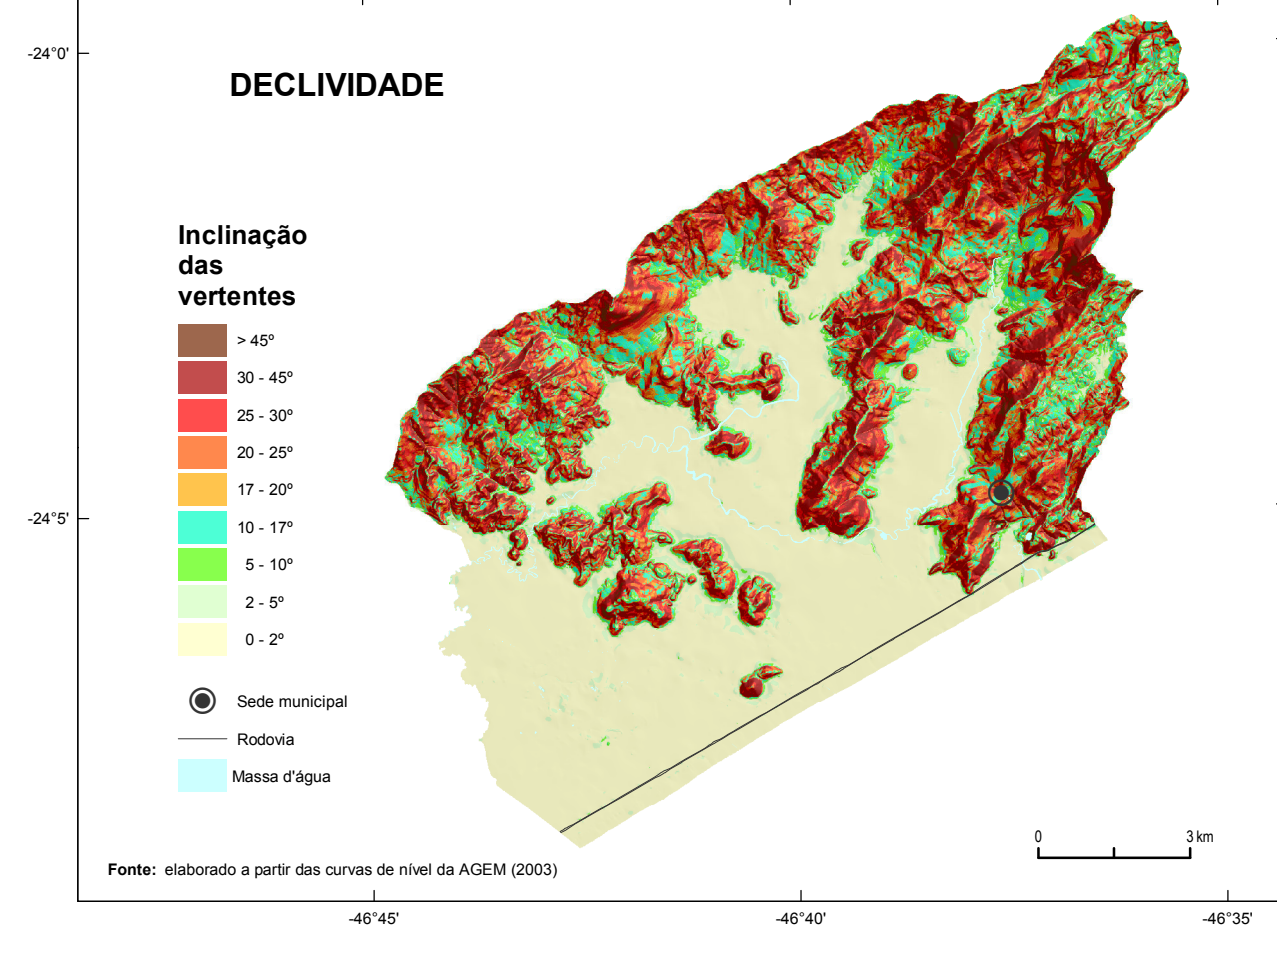 -24°0'
DECLIVIDADE
Inclinação
das
vertentes
> 45º
30 - 45º
25 - 30º
20 - 25º
17 - 20º
10 - 17º
5 - 10º
2 - 5º
0 - 2º
-24°5'
Sede municipal
Rodovia
Massa d'água
0 3 km
Fonte: elaborado a partir das curvas de nível da AGEM (2003)
-46°45' -46°40' -46°35'